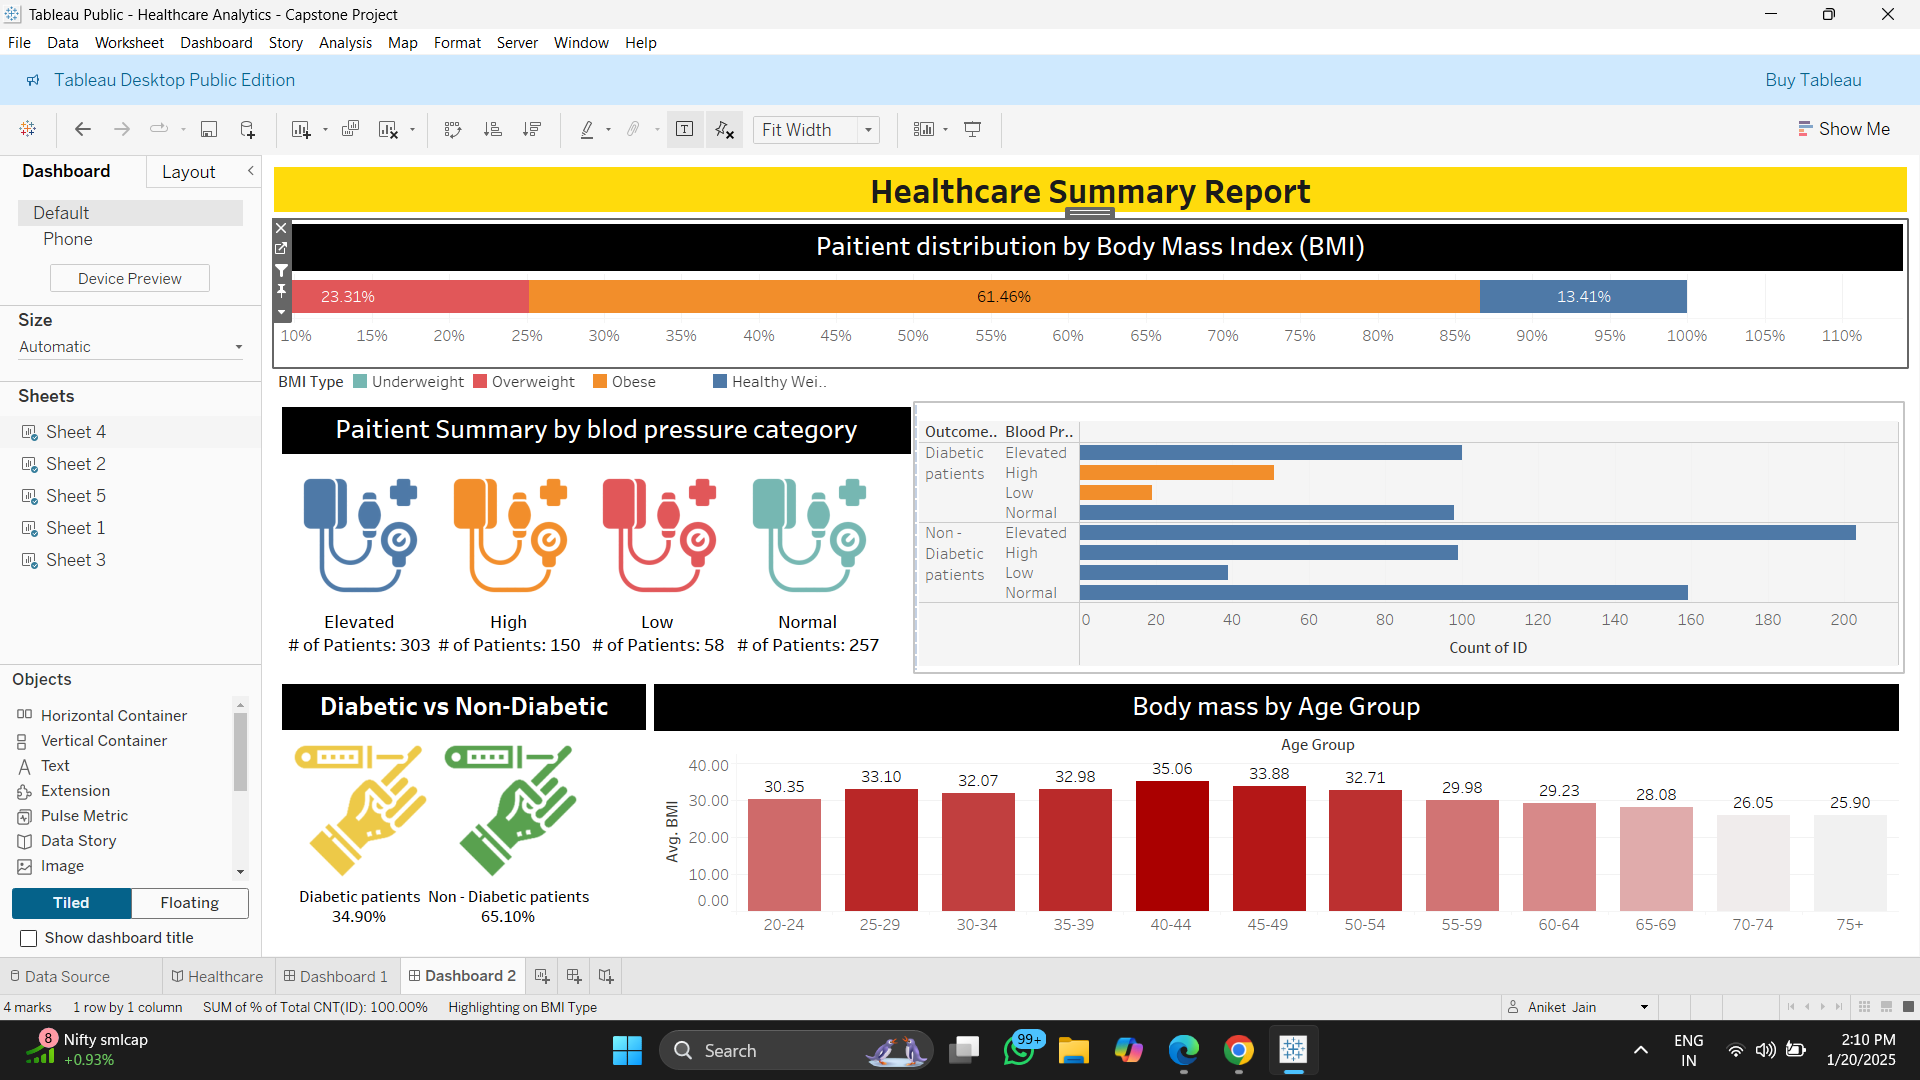 Tableau Public - Healthcare Analytics - Capstone Project
File Data Worksheet Dashboard Story Analysis Map Format Server Window Help
Tableau Desktop Public Edition Buy Tableau
Fit Width Show Me
Dashboard Layout
Default
Phone
Device Preview
Size
Automatic
Sheets
Sheet 4
Sheet 2
Sheet 5
Sheet 1
Sheet 3
Objects
Horizontal Container
Vertical Container
Text
Extension
Pulse Metric
Data Story
Image
Tiled Floating
Show dashboard title
Healthcare Summary Report
Paitient distribution by Body Mass Index (BMI)
23.31% 61.46% 13.41%
10% 15% 20% 25% 30% 35% 40% 45% 50% 55% 60% 65% 70% 75% 80% 85% 90% 95% 100% 105% 110%
BMI Type Underweight Overweight Obese Healthy Wei..
Paitient Summary by blod pressure category
Elevated High Low Normal
# of Patients: 303 # of Patients: 150 # of Patients: 58 # of Patients: 257
Outcome.. Blood Pr..
Diabetic Elevated
patients High
Low
Normal
Non - Elevated
Diabetic High
patients Low
Normal
0 20 40 60 80 100 120 140 160 180 200
Count of ID
Diabetic vs Non-Diabetic
Diabetic patients Non - Diabetic patients
34.90% 65.10%
Body mass by Age Group
Age Group
Avg. BMI
40.00
30.00
20.00
10.00
0.00
30.35 33.10 32.07 32.98 35.06 33.88 32.71 29.98 29.23 28.08 26.05 25.90
20-24 25-29 30-34 35-39 40-44 45-49 50-54 55-59 60-64 65-69 70-74 75+
Data Source Healthcare Dashboard 1 Dashboard 2
4 marks 1 row by 1 column SUM of % of Total CNT(ID): 100.00% Highlighting on BMI Type Aniket Jain
8 Nifty smlcap
+0.93%
Search
99+
ENG
IN
2:10 PM
1/20/2025